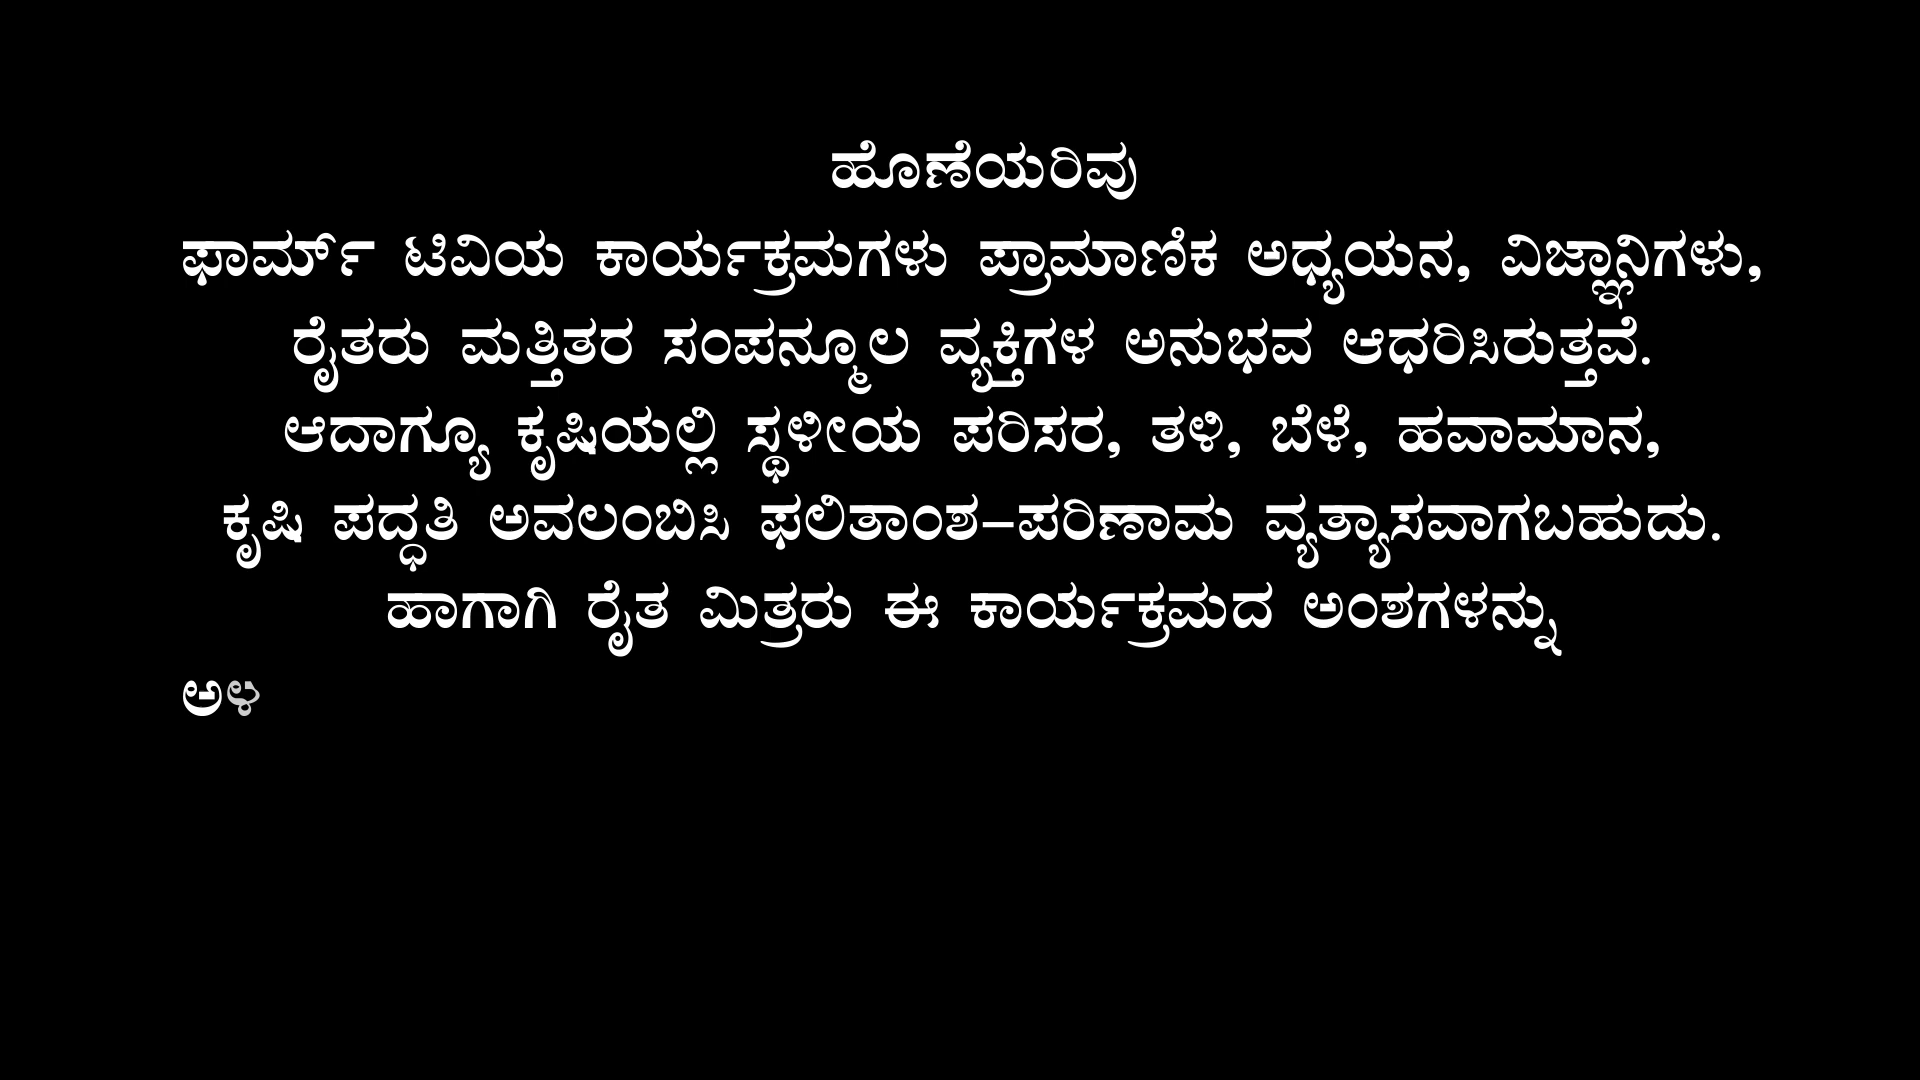 ಹೊಣೆಯರಿವು
ಫಾರ್ಮ್ ಟಿವಿಯ ಕಾರ್ಯಕ್ರಮಗಳು ಪ್ರಾಮಾಣಿಕ ಅಧ್ಯಯನ, ವಿಜ್ಞಾನಿಗಳು,
ರೈತರು ಮತ್ತಿತರ ಸಂಪನ್ಮೂಲ ವ್ಯಕ್ತಿಗಳ ಅನುಭವ ಆಧರಿಸಿರುತ್ತವೆ.
ಆದಾಗ್ಯೂ ಕೃಷಿಯಲ್ಲಿ ಸ್ಥಳೀಯ ಪರಿಸರ, ತಳಿ, ಬೆಳೆ, ಹವಾಮಾನ,
ಕೃಷಿ ಪದ್ಧತಿ ಅವಲಂಬಿಸಿ ಫಲಿತಾಂಶ–ಪರಿಣಾಮ ವ್ಯತ್ಯಾಸವಾಗಬಹುದು.
ಹಾಗಾಗಿ ರೈತ ಮಿತ್ರರು ಈ ಕಾರ್ಯಕ್ರಮದ ಅಂಶಗಳನ್ನು
ಅಳ